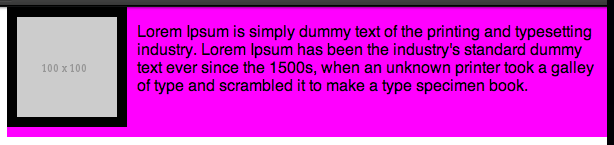 100 x 100
Lorem Ipsum is simply dummy text of the printing and typesetting
industry. Lorem Ipsum has been the industry's standard dummy
text ever since the 1500s, when an unknown printer took a galley
of type and scrambled it to make a type specimen book.